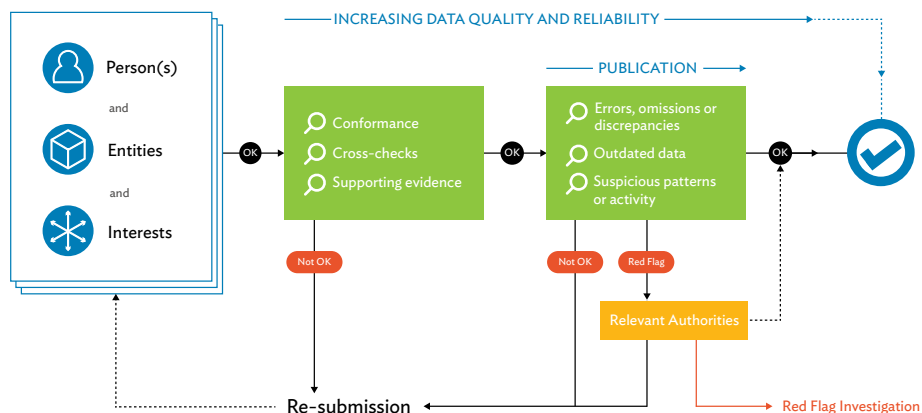 INCREASING DATA QUALITY AND RELIABILITY
Person(s)
and
Entities
and
Interests
OK
Conformance
Cross-checks
Supporting evidence
OK
PUBLICATION
Errors, omissions or
discrepancies
Outdated data
Suspicious patterns
or activity
OK
Not OK
Not OK
Red Flag
Relevant Authorities
Re-submission
Red Flag Investigation